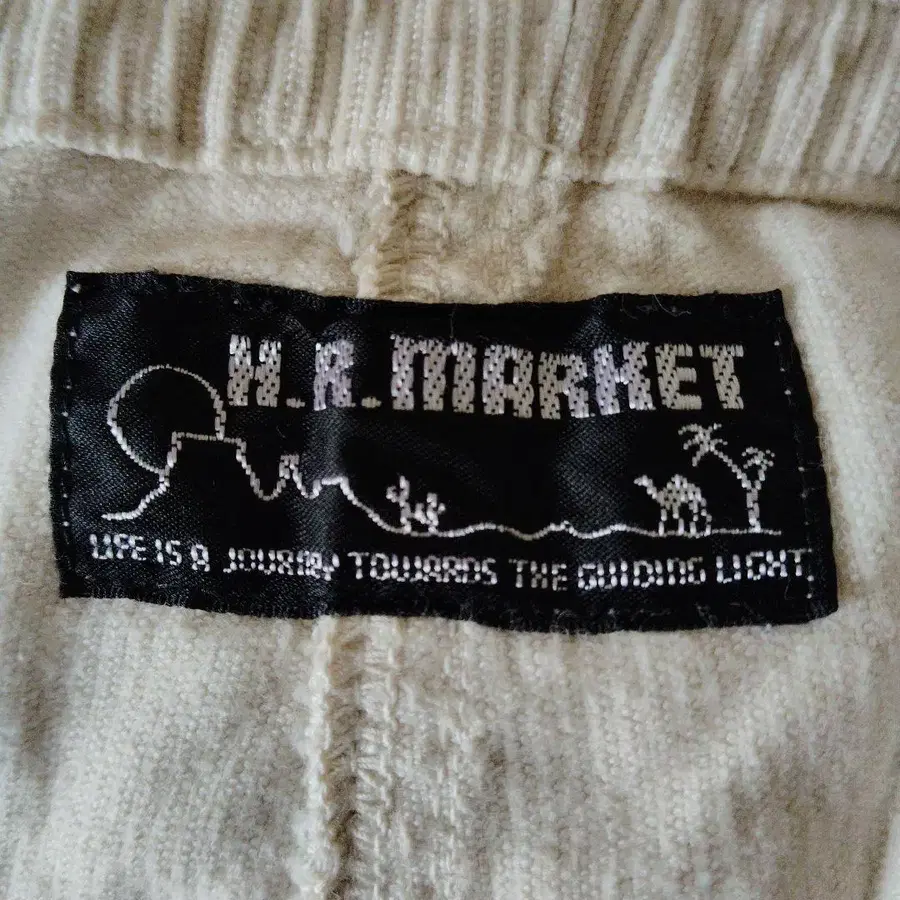 H.R.MARKET
LIFE IS A JOURNEY TOWARDS THE GUIDING LIGHT